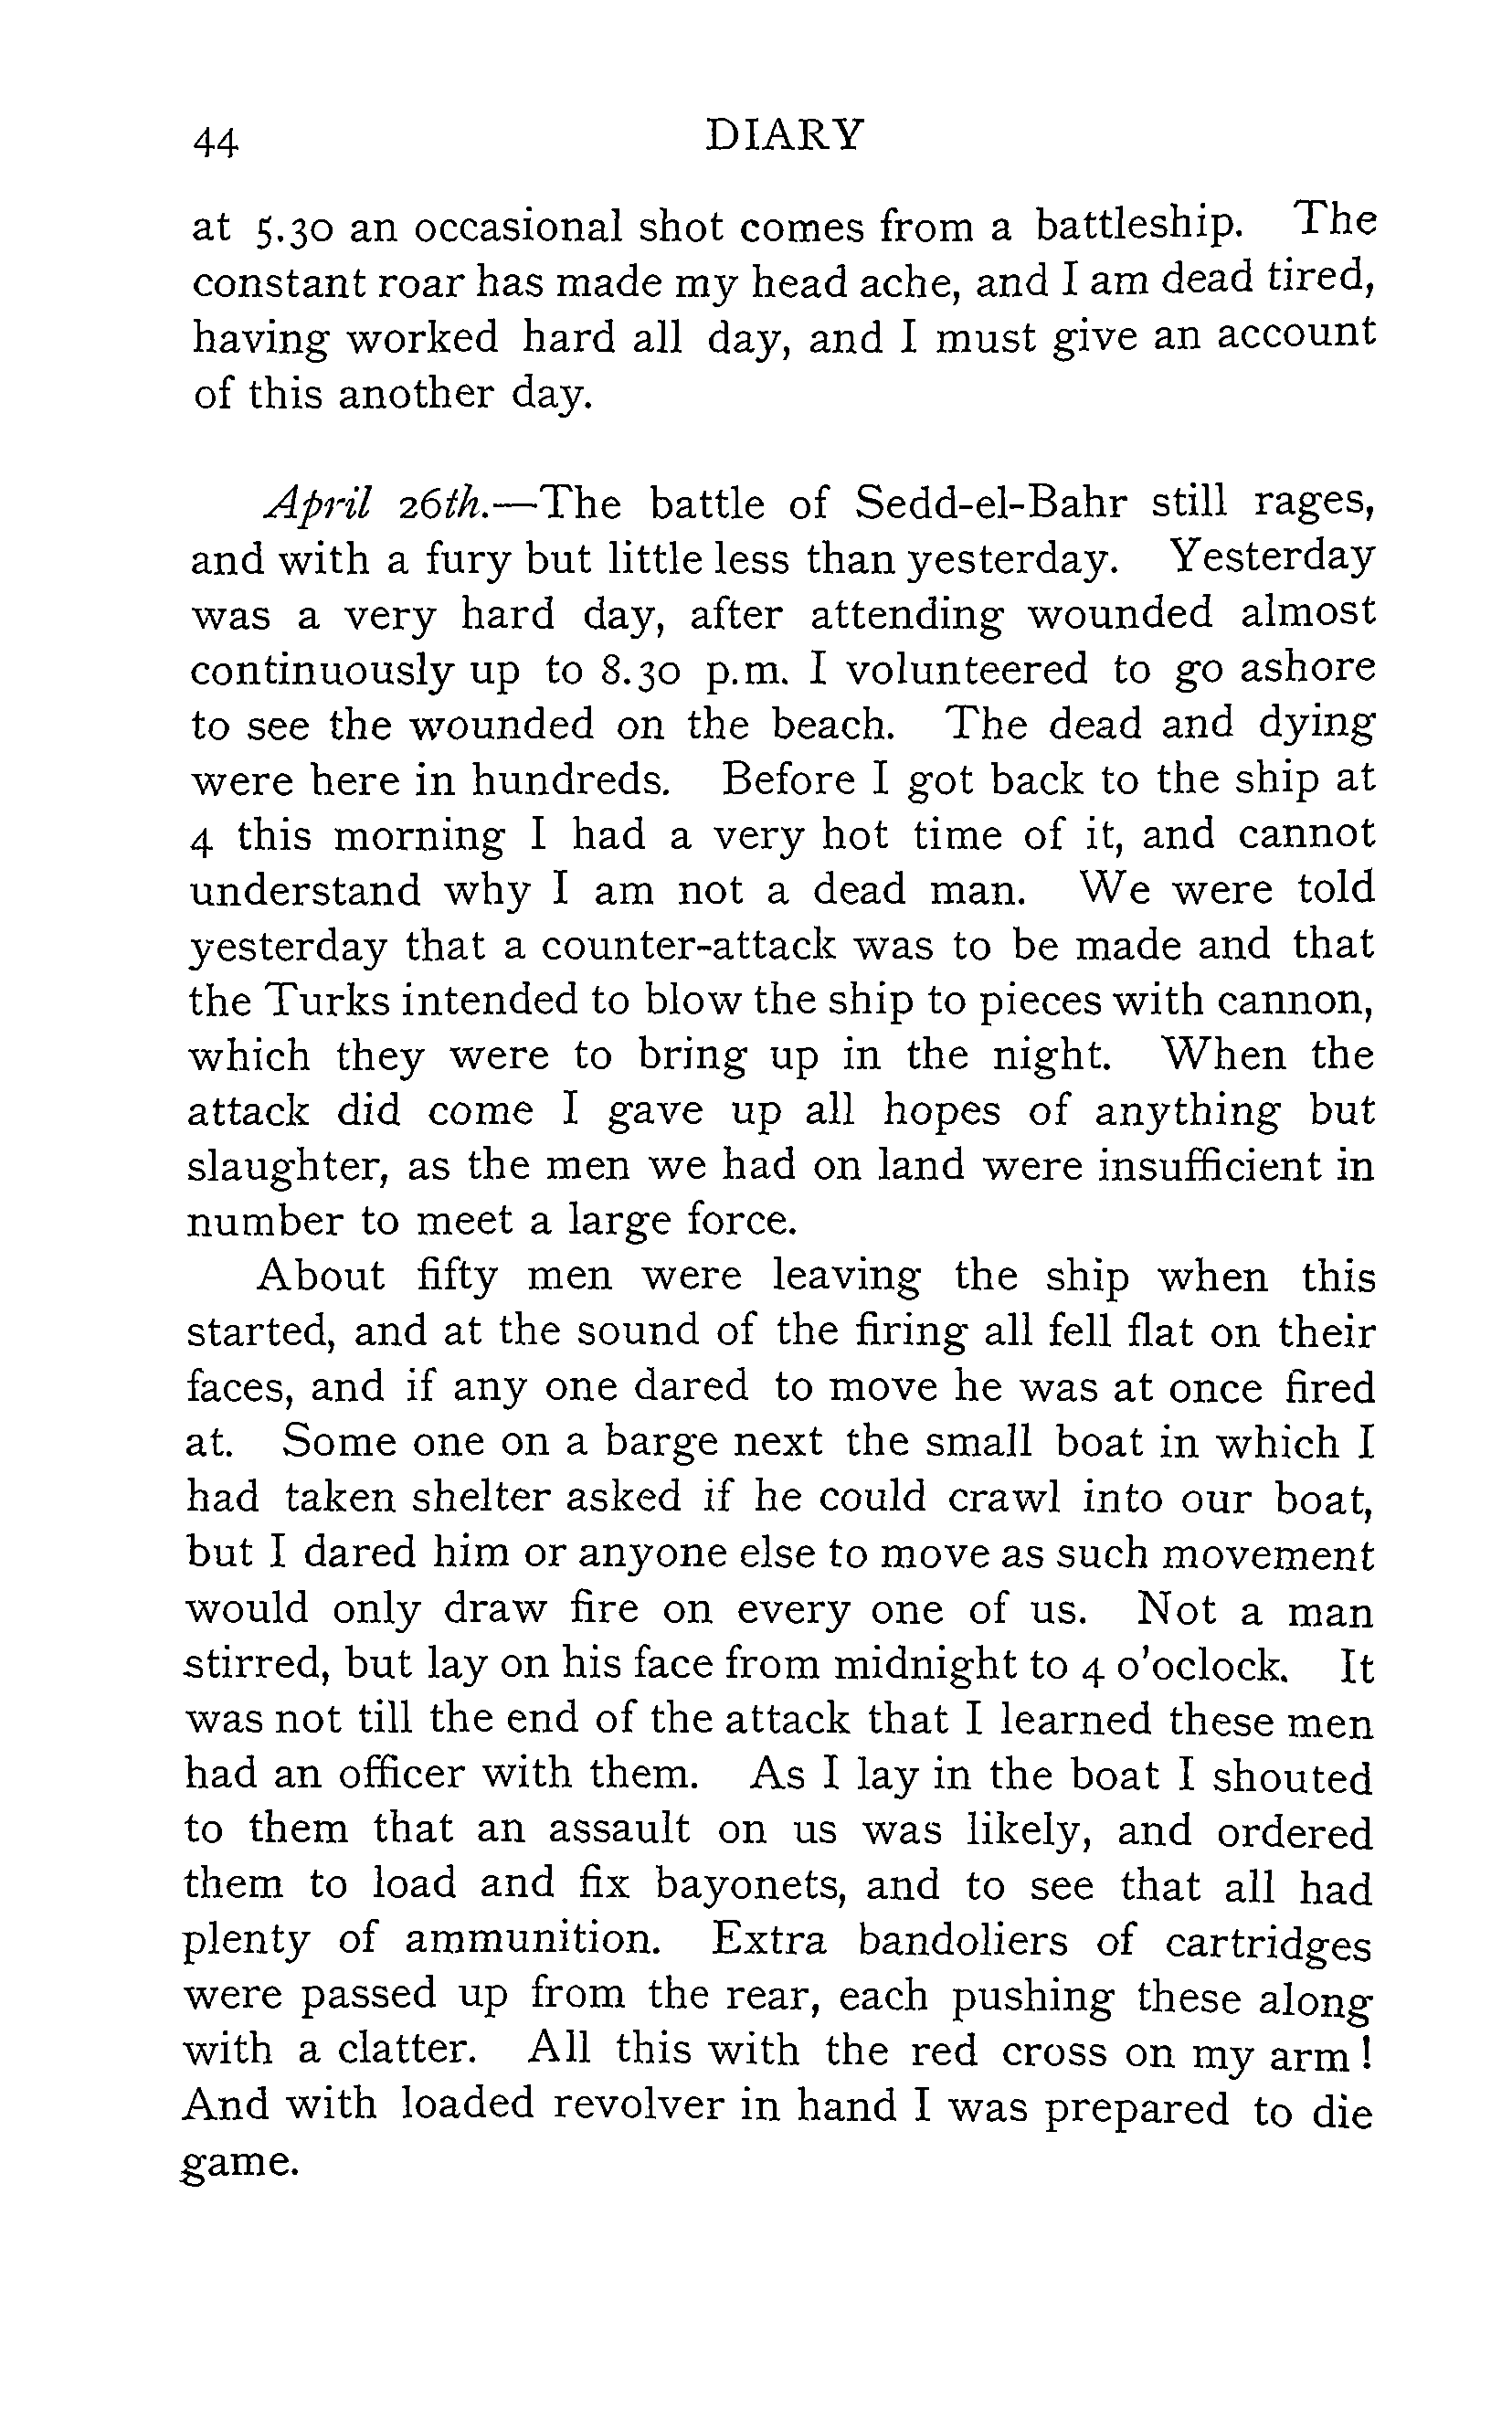 44 DIARY
at 5.30 an occasional shot comes from a battleship. The
constant roar has made my head ache, and I am dead tired,
having worked hard all day, and I must give an account
of this another day.
April 26th.—The battle of Sedd-el-Bahr still rages,
and with a fury but little less than yesterday. Yesterday
was a very hard day, after attending wounded almost
continuously up to 8.30 p.m. I volunteered to go ashore
to see the wounded on the beach. The dead and dying
were here in hundreds. Before I got back to the ship at
4 this morning I had a very hot time of it, and cannot
understand why I am not a dead man. We were told
yesterday that a counter-attack was to be made and that
the Turks intended to blow the ship to pieces with cannon,
which they were to bring up in the night. When the
attack did come I gave up all hopes of anything but
slaughter, as the men we had on land were insufficient in
number to meet a large force.
About fifty men were leaving the ship when this
started, and at the sound of the firing all fell flat on their
faces, and if any one dared to move he was at once fired
at. Some one on a barge next the small boat in which I
had taken shelter asked if he could crawl into our boat,
but I dared him or anyone else to move as such movement
would only draw fire on every one of us. Not a man
stirred, but lay on his face from midnight to 4 o'oclock. It
was not till the end of the attack that I learned these men
had an officer with them. As I lay in the boat I shouted
to them that an assault on us was likely, and ordered
them to load and fix bayonets, and to see that all had
plenty of ammunition. Extra bandoliers of cartridges
were passed up from the rear, each pushing these along
with a clatter. All this with the red cross on my arm!
And with loaded revolver in hand I was prepared to die
game.